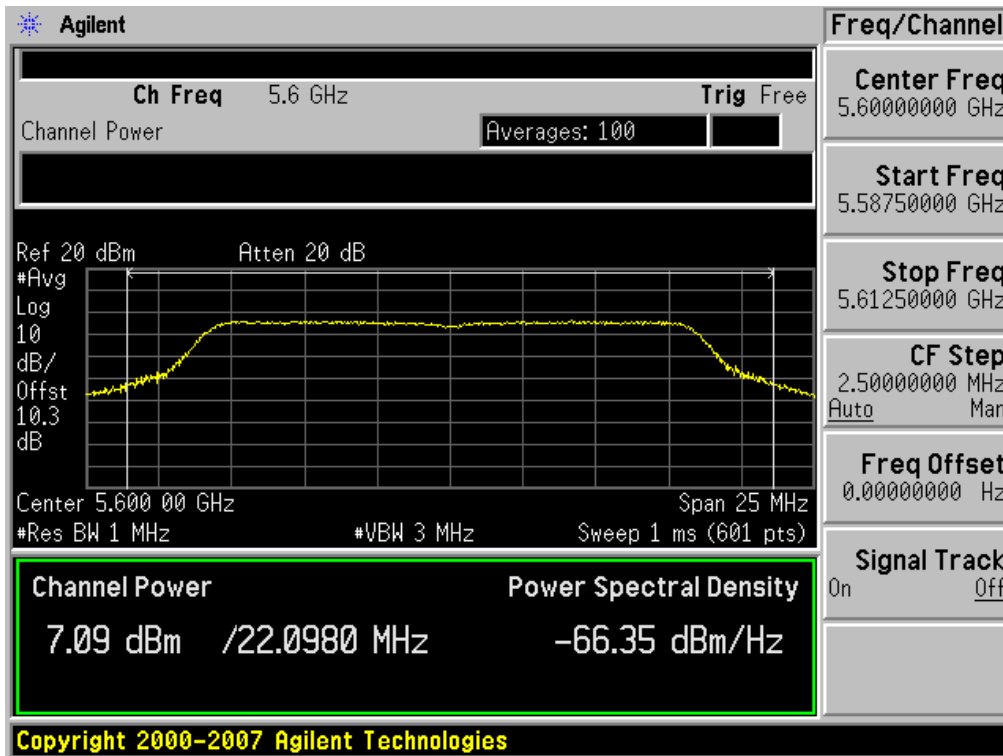 Agilent
Freq/Channel
Ch Freq 5.6 GHz Trig Free
Channel Power Averages: 100
Ref 20 dBm Atten 20 dB
#Avg
Log
10
dB/
Offst
10.3
dB
Center 5.600 00 GHz Span 25 MHz
#Res BW 1 MHz #VBW 3 MHz Sweep 1 ms (601 pts)
Channel Power Power Spectral Density
7.09 dBm /22.0980 MHz -66.35 dBm/Hz
Copyright 2000-2007 Agilent Technologies
Center Freq
5.60000000 GHz
Start Freq
5.58750000 GHz
Stop Freq
5.61250000 GHz
CF Step
2.50000000 MHz
Auto Man
Freq Offset
0.00000000 Hz
Signal Track
On Off